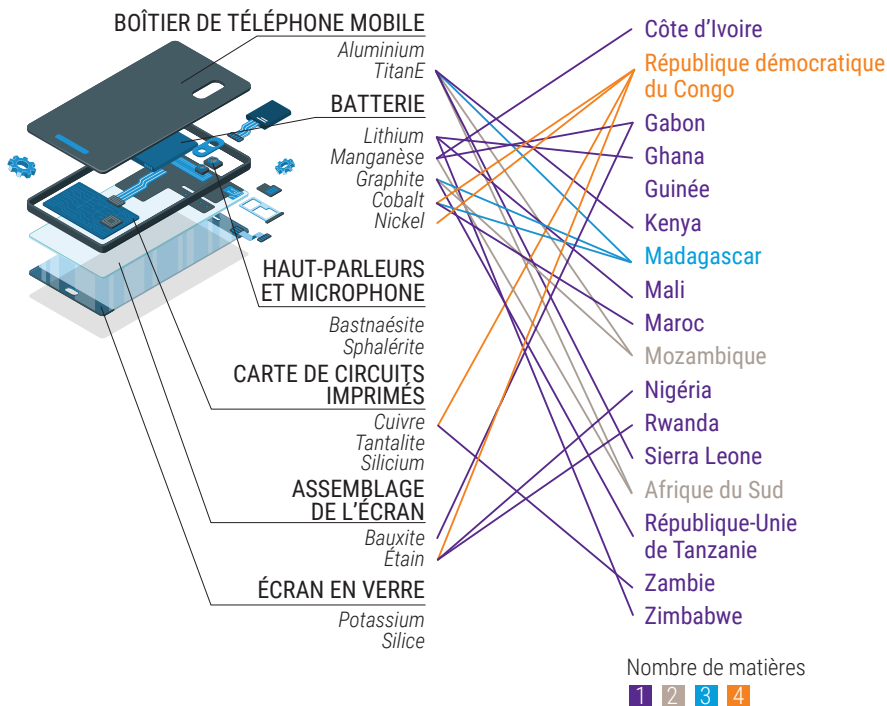 BOÎTIER DE TÉLÉPHONE MOBILE
Aluminium
TitanE
BATTERIE
Lithium
Manganèse
Graphite
Cobalt
Nickel
HAUT-PARLEURS
ET MICROPHONE
Bastnaésite
Sphalérite
CARTE DE CIRCUITS
IMPRIMÉS
Cuivre
Tantalite
Silicium
ASSEMBLAGE
DE L'ÉCRAN
Bauxite
Étain
ÉCRAN EN VERRE
Potassium
Silice
Côte d'Ivoire
République démocratique
du Congo
Gabon
Ghana
Guinée
Kenya
Madagascar
Mali
Maroc
Mozambique
Nigéria
Rwanda
Sierra Leone
Afrique du Sud
République-Unie
de Tanzanie
Zambie
Zimbabwe
Nombre de matières
1 2 3 4